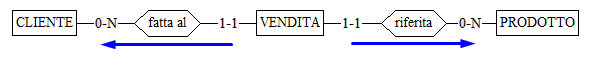 CLIENTE 0-N fatta al 1-1 VENDITA 1-1 riferita 0-N PRODOTTO